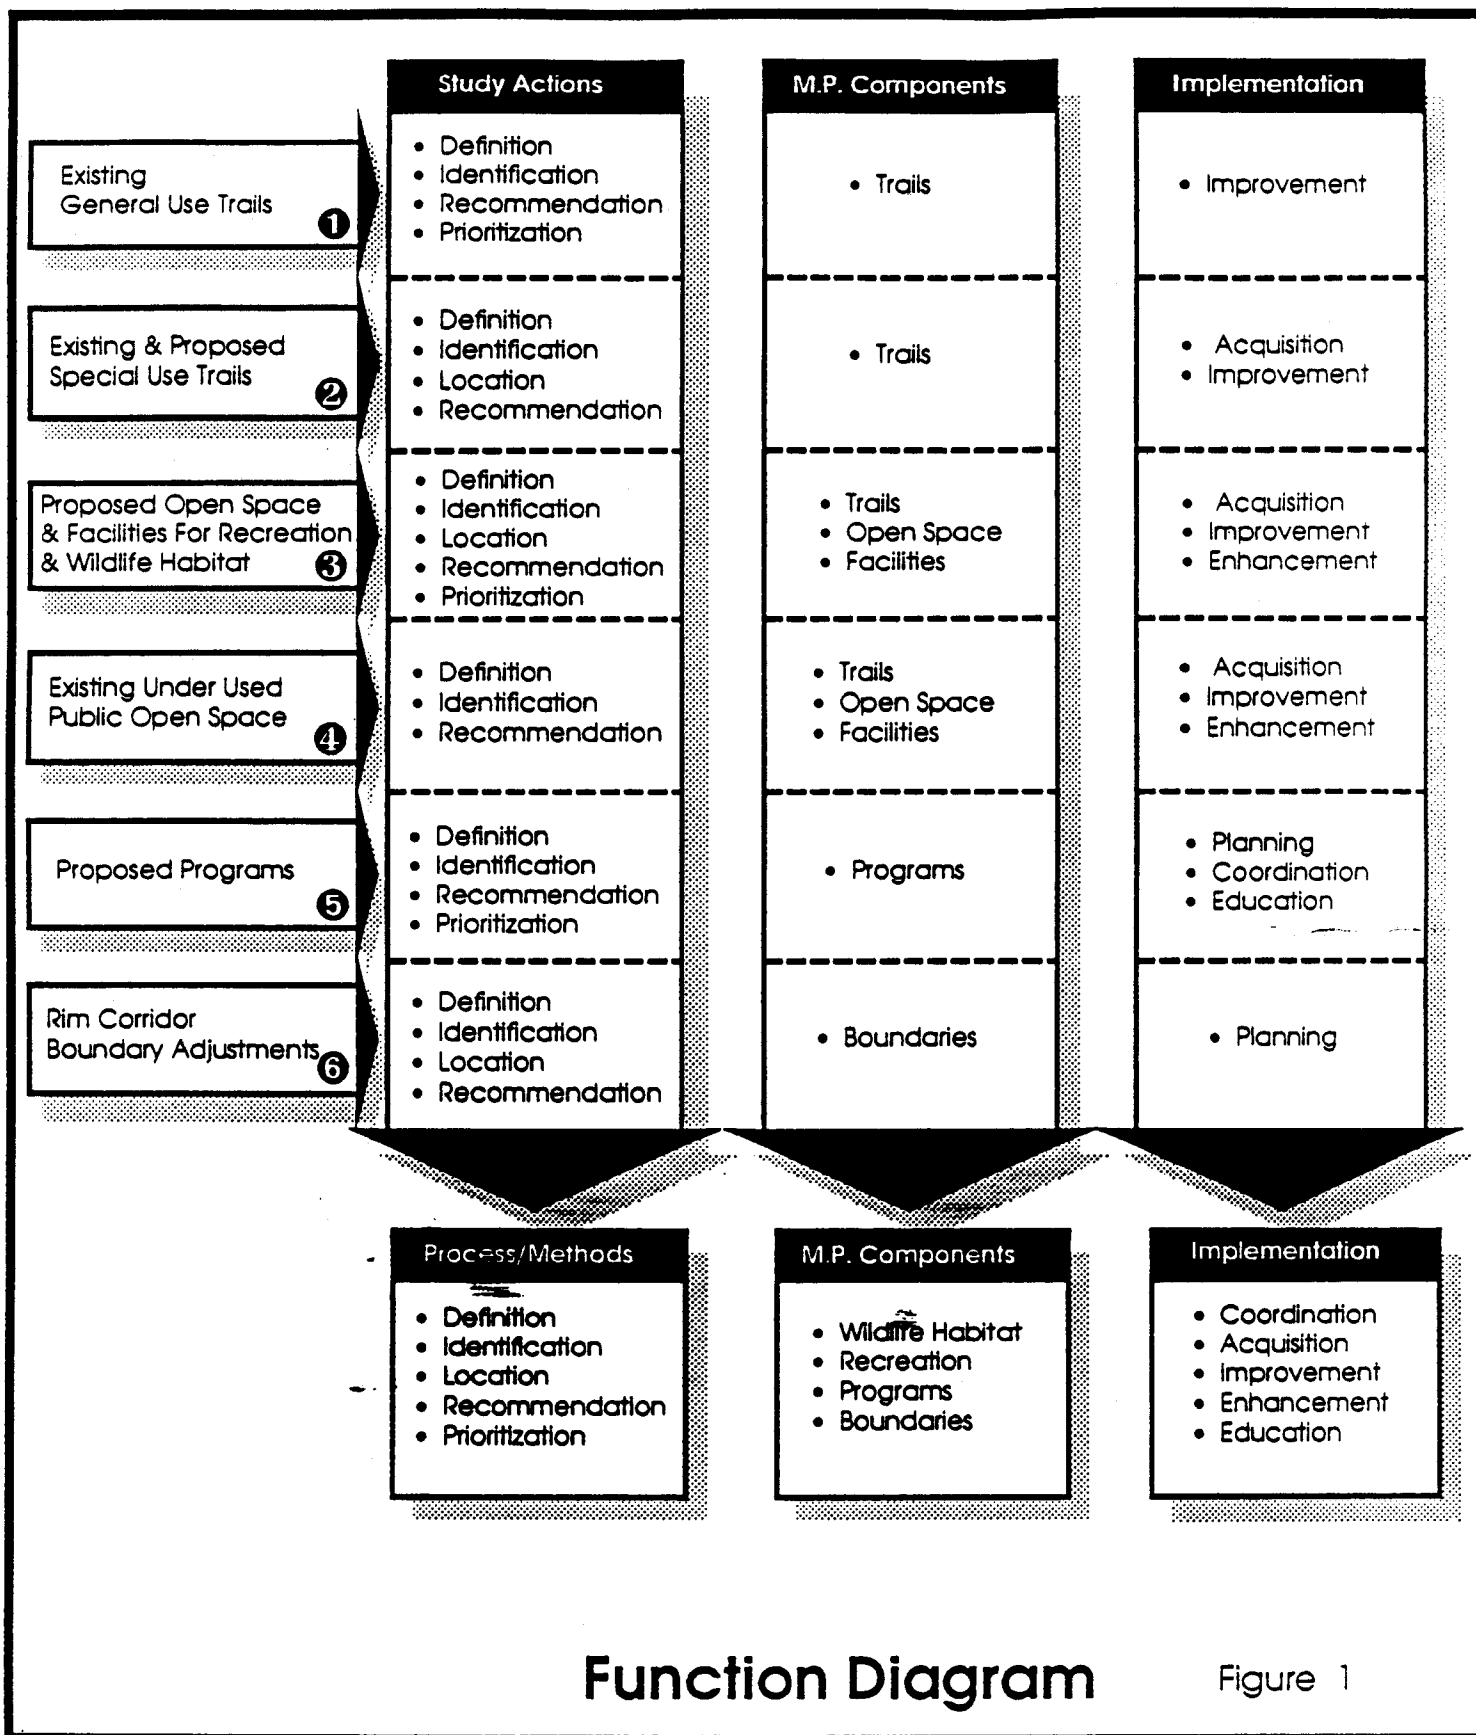 Study Actions
M.P. Components
Implementation
Existing
General Use Trails
1
• Definition
• Identification
• Recommendation
• Prioritization
• Trails
• Improvement
Existing & Proposed
Special Use Trails
2
• Definition
• Identification
• Location
• Recommendation
• Trails
• Acquisition
• Improvement
Proposed Open Space
& Facilities For Recreation
& Wildlife Habitat
3
• Definition
• Identification
• Location
• Recommendation
• Prioritization
• Trails
• Open Space
• Facilities
• Acquisition
• Improvement
• Enhancement
Existing Under Used
Public Open Space
4
• Definition
• Identification
• Recommendation
• Trails
• Open Space
• Facilities
• Acquisition
• Improvement
• Enhancement
Proposed Programs
5
• Definition
• Identification
• Recommendation
• Prioritization
• Programs
• Planning
• Coordination
• Education
Rim Corridor
Boundary Adjustments
6
• Definition
• Identification
• Location
• Recommendation
• Boundaries
• Planning
Process/Methods
• Definition
• Identification
• Location
• Recommendation
• Prioritization
M.P. Components
• Wildlife Habitat
• Recreation
• Programs
• Boundaries
Implementation
• Coordination
• Acquisition
• Improvement
• Enhancement
• Education
Function Diagram
Figure 1